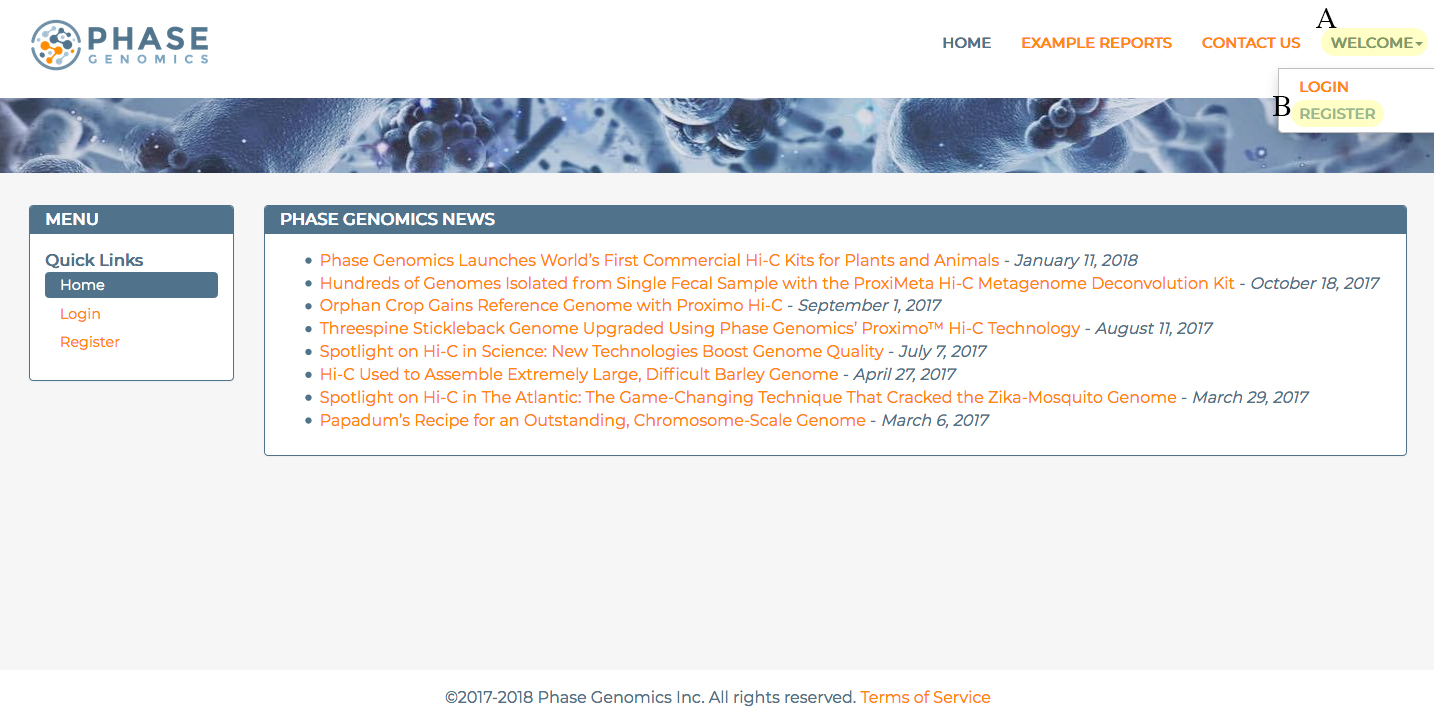 PHASE
GENOMICS
HOME EXAMPLE REPORTS CONTACT US A WELCOME
LOGIN
B REGISTER
MENU
Quick Links
Home
Login
Register
PHASE GENOMICS NEWS
• Phase Genomics Launches World’s First Commercial Hi-C Kits for Plants and Animals - January 11, 2018
• Hundreds of Genomes Isolated from Single Fecal Sample with the ProxiMeta Hi-C Metagenome Deconvolution Kit - October 18, 2017
• Orphan Crop Gains Reference Genome with Proximo Hi-C - September 1, 2017
• Threespine Stickleback Genome Upgraded Using Phase Genomics’ Proximo™ Hi-C Technology - August 11, 2017
• Spotlight on Hi-C in Science: New Technologies Boost Genome Quality - July 7, 2017
• Hi-C Used to Assemble Extremely Large, Difficult Barley Genome - April 27, 2017
• Spotlight on Hi-C in The Atlantic: The Game-Changing Technique That Cracked the Zika-Mosquito Genome - March 29, 2017
• Papadum’s Recipe for an Outstanding, Chromosome-Scale Genome - March 6, 2017
©2017-2018 Phase Genomics Inc. All rights reserved. Terms of Service